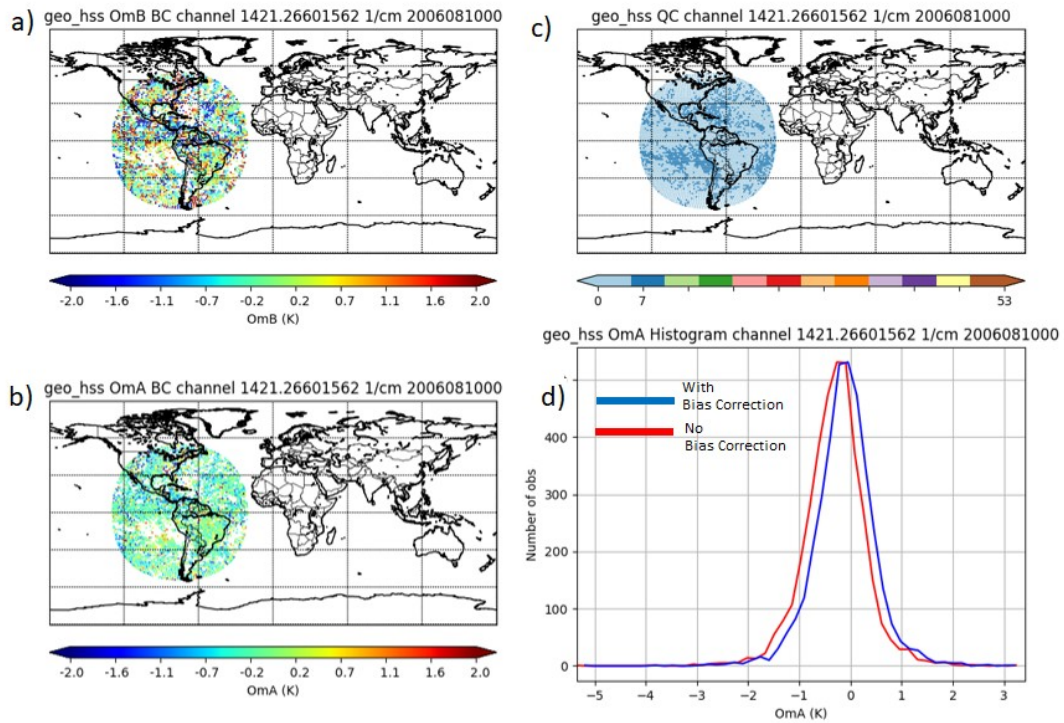 a)
geo_hss OmB BC channel 1421.26601562 1/cm 2006081000
-2.0 -1.6 -1.1 -0.7 -0.2 0.2 0.7 1.1 1.6 2.0
OmB (K)
c)
geo_hss QC channel 1421.26601562 1/cm 2006081000
0 7 53
b)
geo_hss OmA BC channel 1421.26601562 1/cm 2006081000
-2.0 -1.6 -1.1 -0.7 -0.2 0.2 0.7 1.1 1.6 2.0
OmA (K)
geo_hss OmA Histogram channel 1421.26601562 1/cm 2006081000
d)
With
Bias Correction
No
Bias Correction
Number of obs
400
300
200
100
0
−5 −4 −3 −2 −1 0 1 2 3
OmA (K)